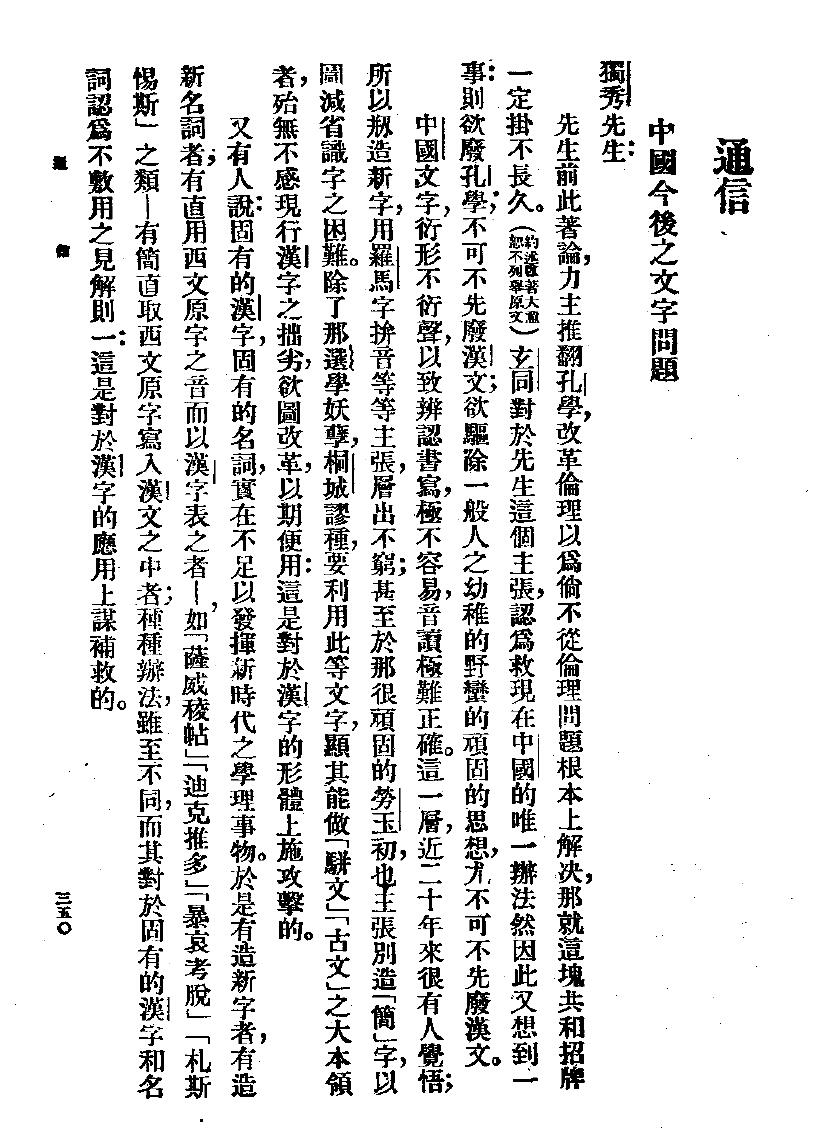 通信
中國今後之文字問題
獨秀先生：
先生前此著論，力主推翻孔學，改革倫理以爲倘不從倫理問題根本上解決，那就這塊共和招牌
一定掛不長久。（約述尊著大意恕不列舉原文）玄同對於先生這個主張，認爲救現在中國的唯一辦法然因此又想到一
事：則欲廢孔學，不可不先廢漢文；欲驅除一般人之幼稚的野蠻的頑固的思想，尤不可不先廢漢文。
中國文字，衍形不衍聲，以致辨認書寫，極不容易，音讀極難正確。這一層，近二十年來很有人覺悟；
所以剏造新字，用羅馬字拚音等等主張，層出不窮；甚至於那很頑固的勞玉初，也主張別造「簡」字，以
圖減省識字之困難。除了那選學妖孽，桐城謬種，要利用此等文字，顯其能做「駢文」「古文」之大本領
者，殆無不感現行漢字之拙劣，欲圖改革，以期便用：這是對於漢字的形體上施攻擊的。
又有人說：固有的漢字，固有的名詞，實在不足以發揮新時代之學理事物。於是有造新字者，有造
新名詞者，有直用西文原字之音而以漢字表之者—如「薩威稜帖」「迪克推多」「暴哀考脫」「札斯
惕斯」之類—有簡直取西文原字寫入漢文之中者；種種辦法，雖至不同，而其對於固有的漢字和名
詞認爲不敷用之見解則一：這是對於漢字的應用上謀補救的。
通信
三五〇